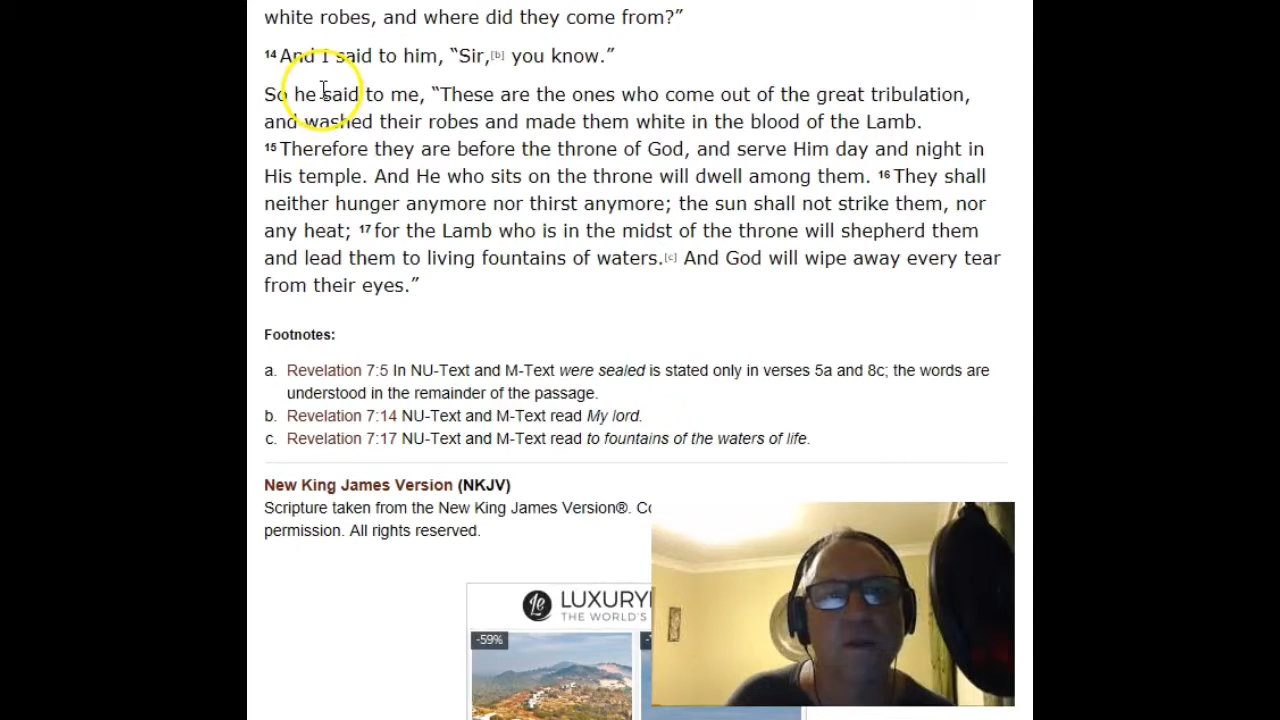 white robes, and where did they come from?”
14 And I said to him, “Sir,[b] you know.”
So he said to me, “These are the ones who come out of the great tribulation,
and washed their robes and made them white in the blood of the Lamb.
15 Therefore they are before the throne of God, and serve Him day and night in
His temple. And He who sits on the throne will dwell among them. 16 They shall
neither hunger anymore nor thirst anymore; the sun shall not strike them, nor
any heat; 17 for the Lamb who is in the midst of the throne will shepherd them
and lead them to living fountains of waters.[c] And God will wipe away every tear
from their eyes.”
Footnotes:
a. Revelation 7:5 In NU-Text and M-Text were sealed is stated only in verses 5a and 8c; the words are
understood in the remainder of the passage.
b. Revelation 7:14 NU-Text and M-Text read My lord.
c. Revelation 7:17 NU-Text and M-Text read to fountains of the waters of life.
New King James Version (NKJV)
Scripture taken from the New King James Version®.
permission. All rights reserved.
Le LUXURY
THE WORLD'S
-59%